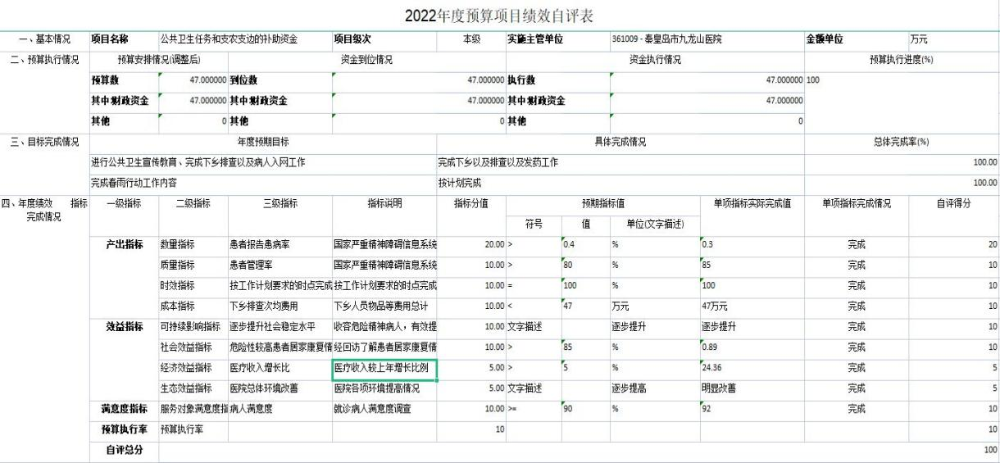 2022年度预算项目绩效自评表
一、基本情况 项目名称 公共卫生任务和支农支边的补助资金 项目级次 本级 实施主管单位 361009 - 秦皇岛市九龙山医院 金额单位 万元
二、预算执行情况 预算安排情况(调整后) 资金到位情况 资金执行情况 预算执行进度(%)
预算数 47.000000 到位数 47.000000 执行数 47.000000 100
其中:财政资金 47.000000 其中:财政资金 47.000000 其中:财政资金 47.000000
其他 0 其他 0 其他 0
三、目标完成情况 年度预期目标 具体完成情况 总体完成率(%)
进行公共卫生宣传教育、完成下乡排查以及病人入网工作 完成下乡以及排查以及发药工作 100.00
完成春雨行动工作内容 按计划完成 100.00
四、年度绩效 指标完成情况 一级指标 二级指标 三级指标 指标说明 指标分值 预期指标值 单项指标实际完成值 单项指标完成情况 自评得分
符号 值 单位(文字描述)
产出指标 数量指标 患者报告患病率 国家严重精神障碍信息系统 20.00 > 0.4 % 0.3 完成 20
质量指标 患者管理率 国家严重精神障碍信息系统 10.00 > 80 % 85 完成 10
时效指标 按工作计划要求的时点完成 按工作计划要求的时点完成 10.00 = 100 % 100 完成 10
成本指标 下乡排查次均费用 下乡人员物品等费用总计 10.00 < 47 万元 47万元 完成 10
效益指标 可持续影响指标 逐步提升社会稳定水平 收容危险精神病人，有效提 10.00 文字描述 逐步提升 逐步提升 完成 10
社会效益指标 危险性较高患者居家康复情 经回访了解患者居家康复情 10.00 > 85 % 0.89 完成 10
经济效益指标 医疗收入增长比 医疗收入较上年增长比例 5.00 > 5 % 24.36 完成 5
生态效益指标 医院总体环境改善 医院各项环境提高情况 5.00 文字描述 逐步提高 明显改善 完成 5
满意度指标 服务对象满意度指 病人满意度 就诊病人满意度调查 10.00 >= 90 % 92 完成 10
预算执行率 预算执行率 10 10
自评总分 100